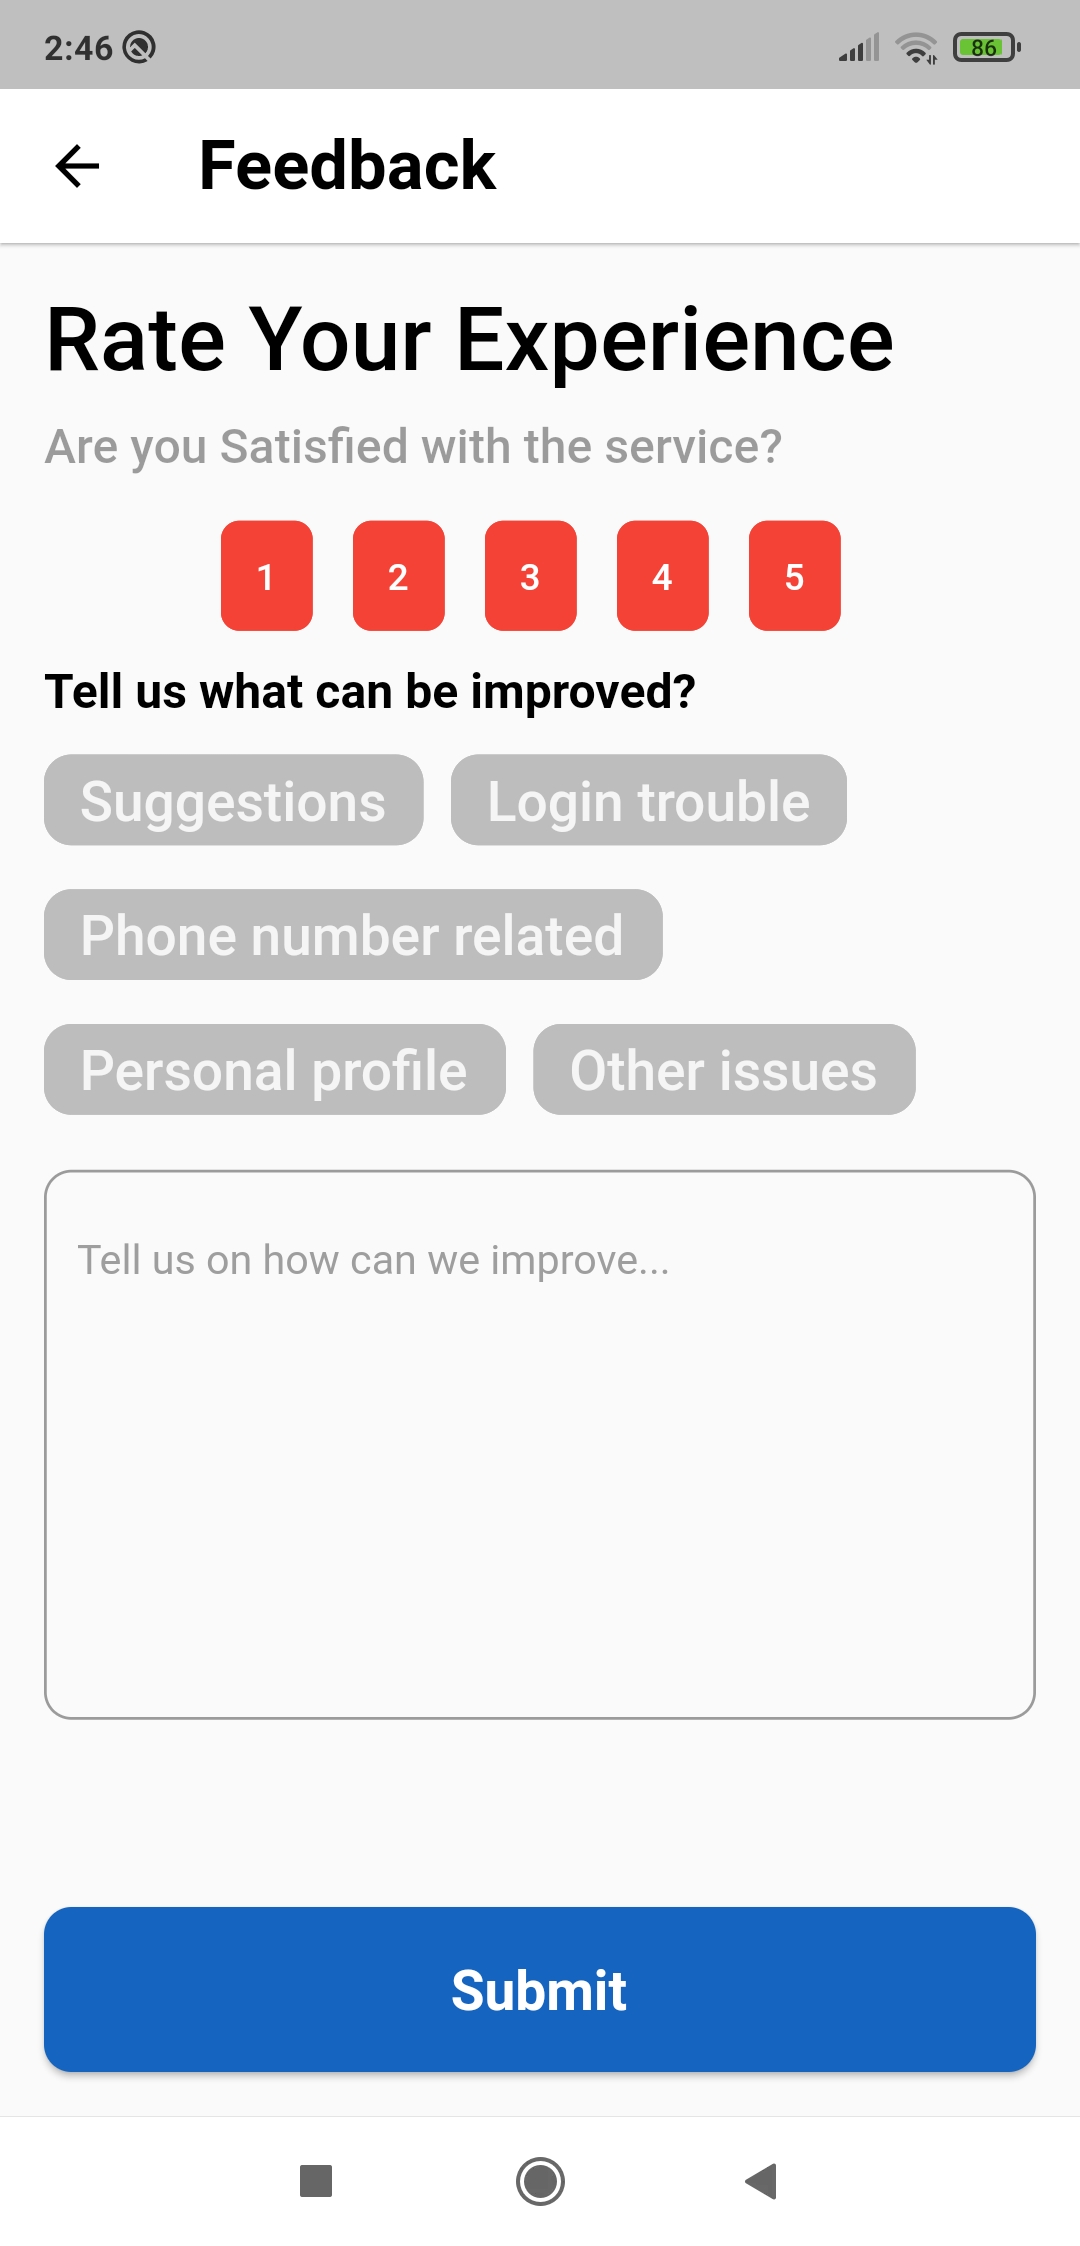 2:46
86
Feedback
Rate Your Experience
Are you Satisfied with the service?
1 2 3 4 5
Tell us what can be improved?
Suggestions Login trouble
Phone number related
Personal profile Other issues
Tell us on how can we improve...
Submit